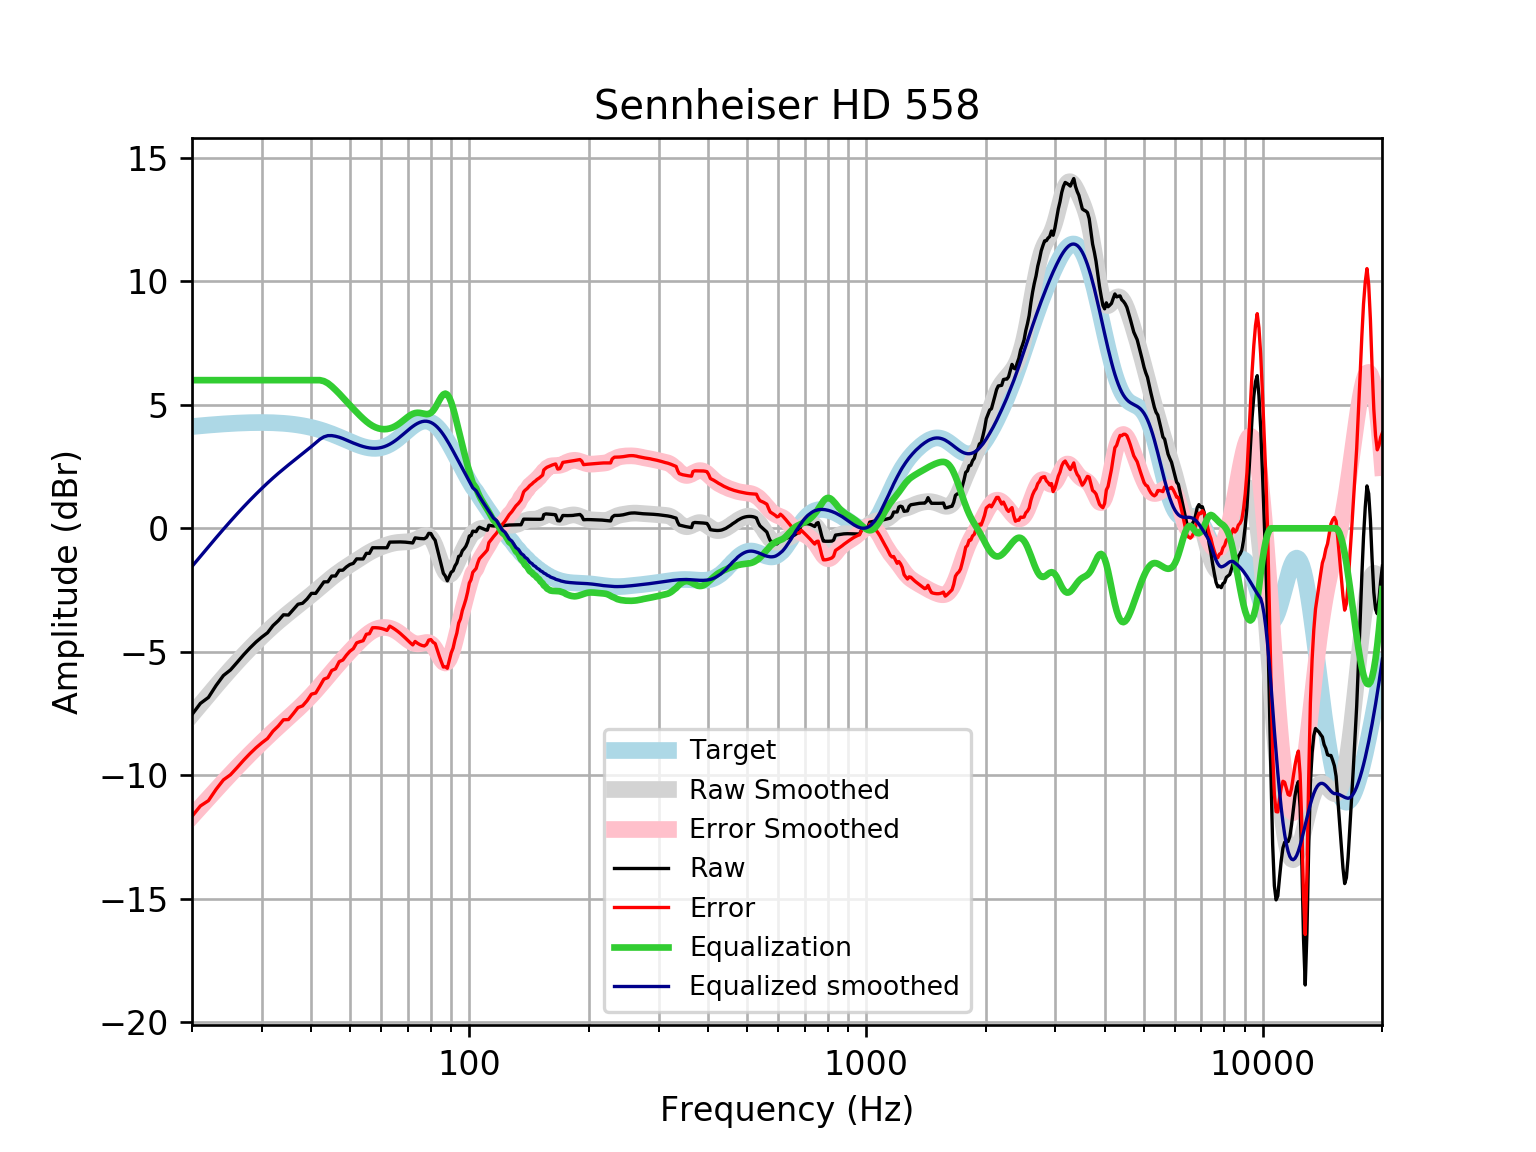 Sennheiser HD 558
15
10
5
0
−5
−10
−15
−20
Amplitude (dBr)
Target
Raw Smoothed
Error Smoothed
Raw
Error
Equalization
Equalized smoothed
100 1000 10000
Frequency (Hz)